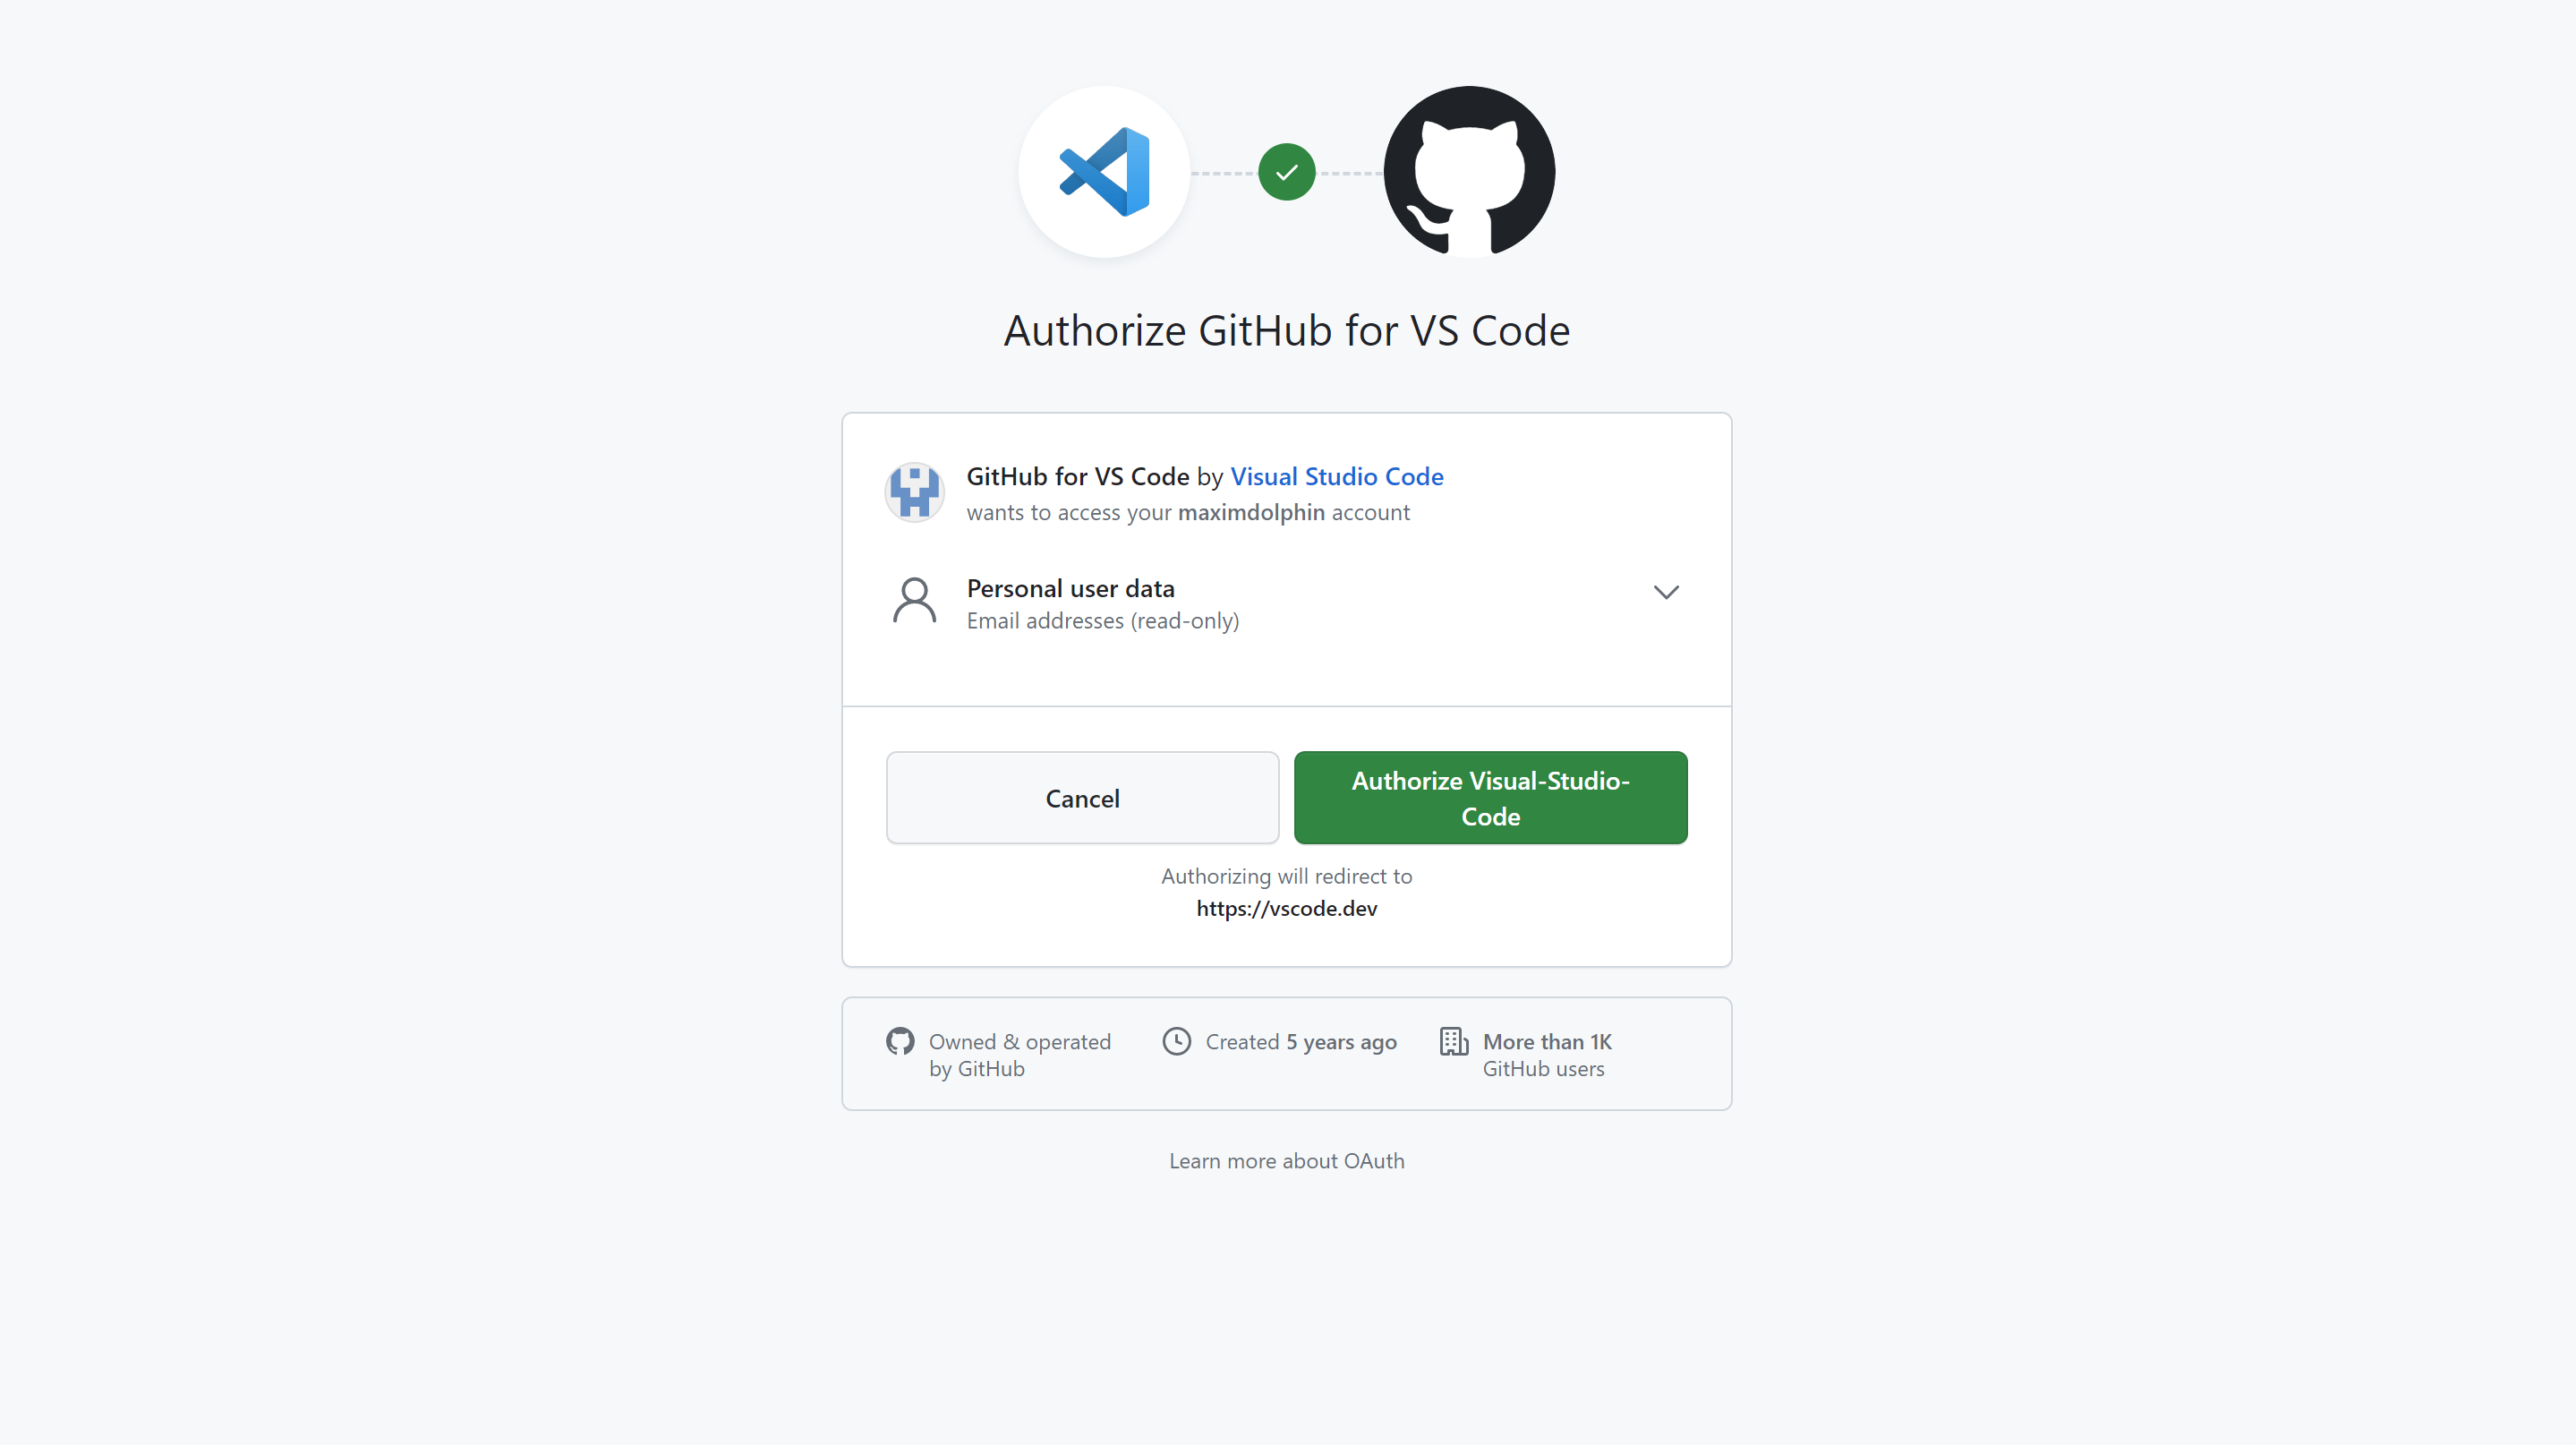 Authorize GitHub for VS Code
GitHub for VS Code by Visual Studio Code
wants to access your maximdolphin account
Personal user data
Email addresses (read-only)
Cancel
Authorize Visual-Studio-
Code
Authorizing will redirect to
https://vscode.dev
Owned & operated
by GitHub
Created 5 years ago
More than 1K
GitHub users
Learn more about OAuth